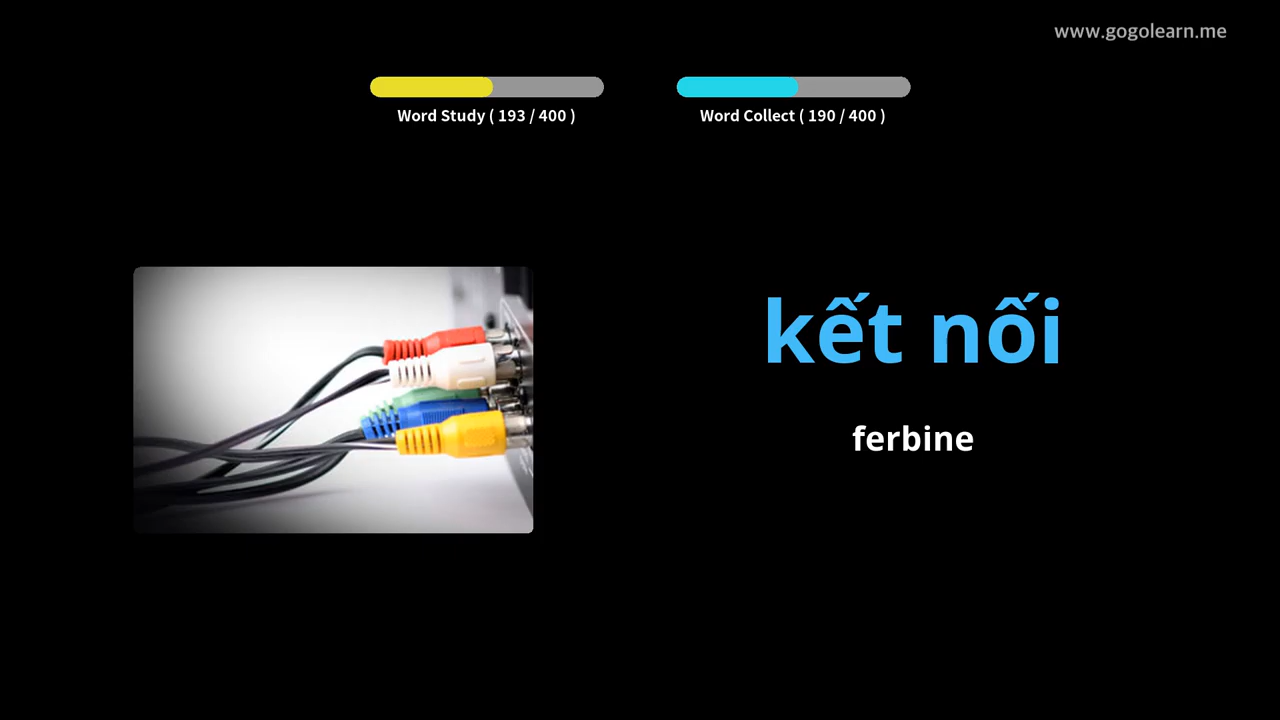 www.gogolearn.me
Word Study ( 193 / 400 )
Word Collect ( 190 / 400 )
kết nối
ferbine